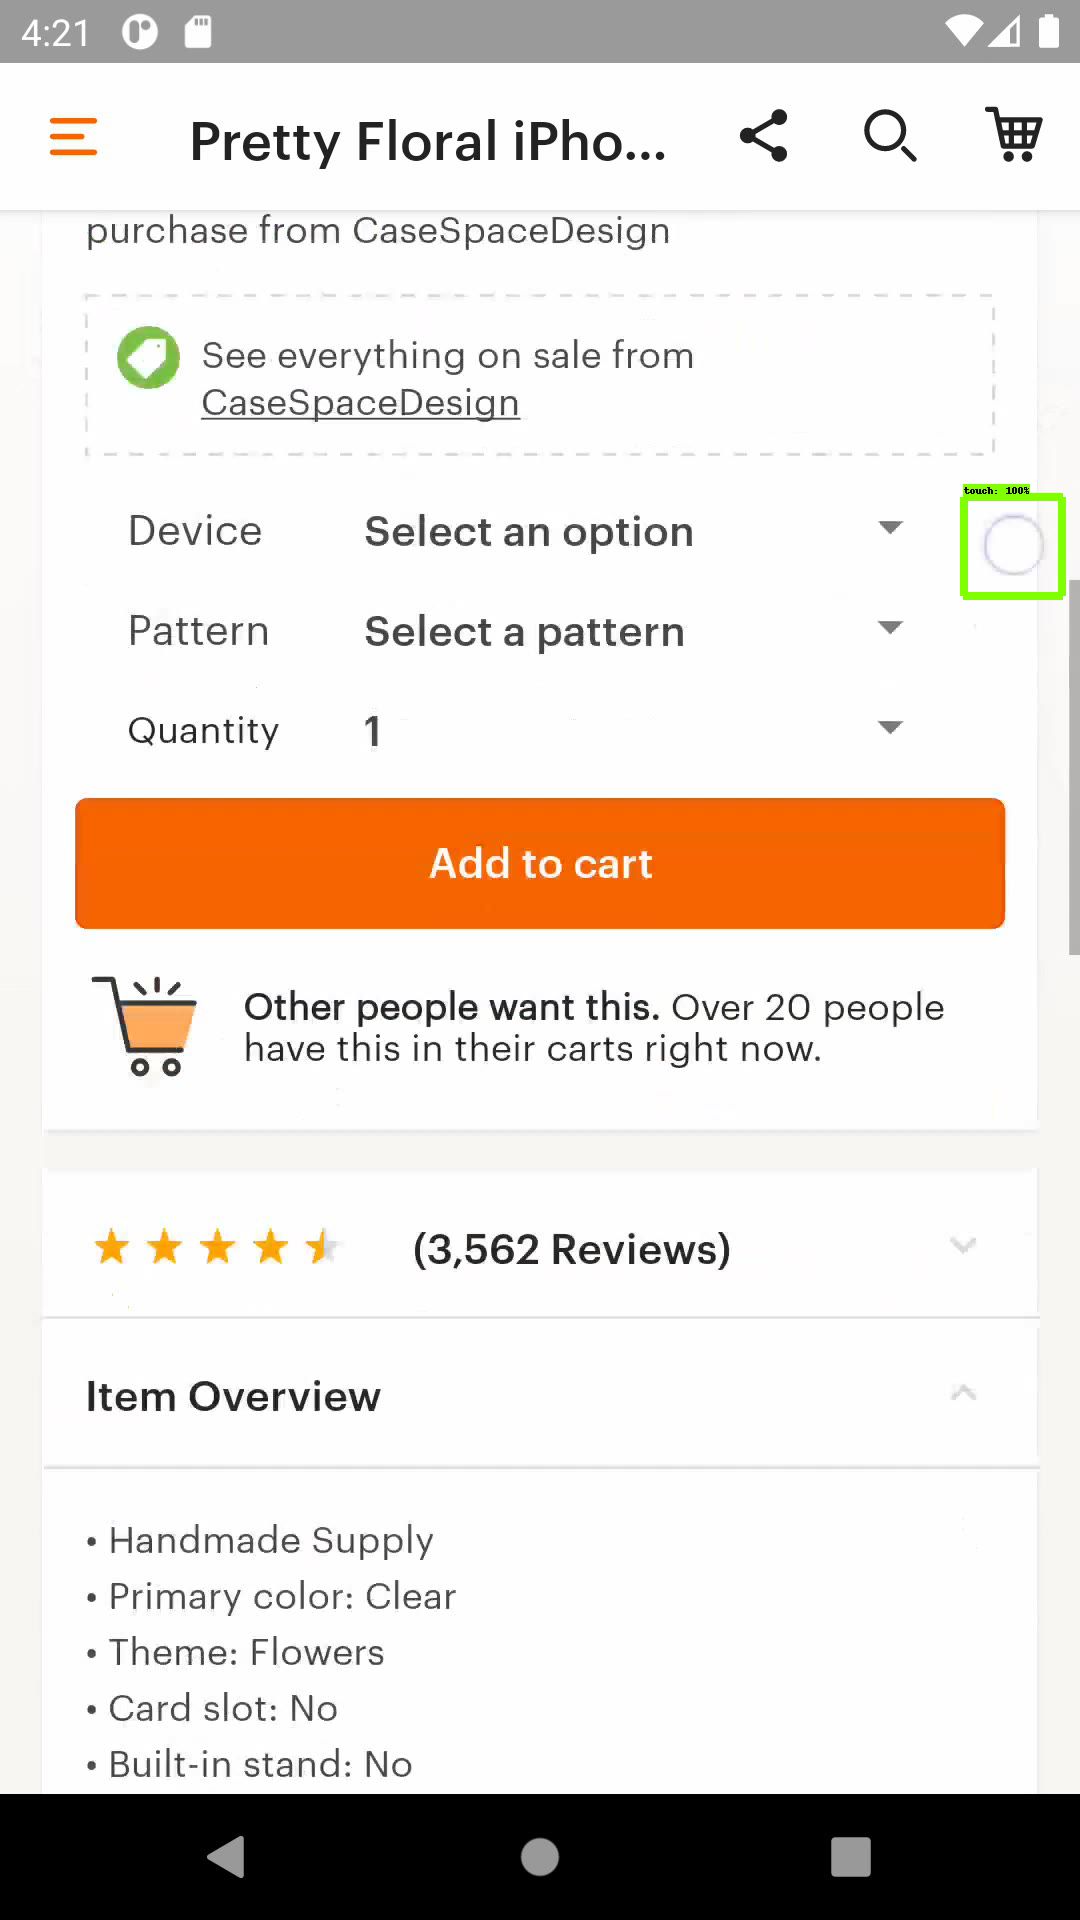 4:21
Pretty Floral iPho...
purchase from CaseSpaceDesign
See everything on sale from
CaseSpaceDesign
touch: 100%
Device Select an option
Pattern Select a pattern
Quantity 1
Add to cart
Other people want this. Over 20 people
have this in their carts right now.
(3,562 Reviews)
Item Overview
• Handmade Supply
• Primary color: Clear
• Theme: Flowers
• Card slot: No
• Built-in stand: No